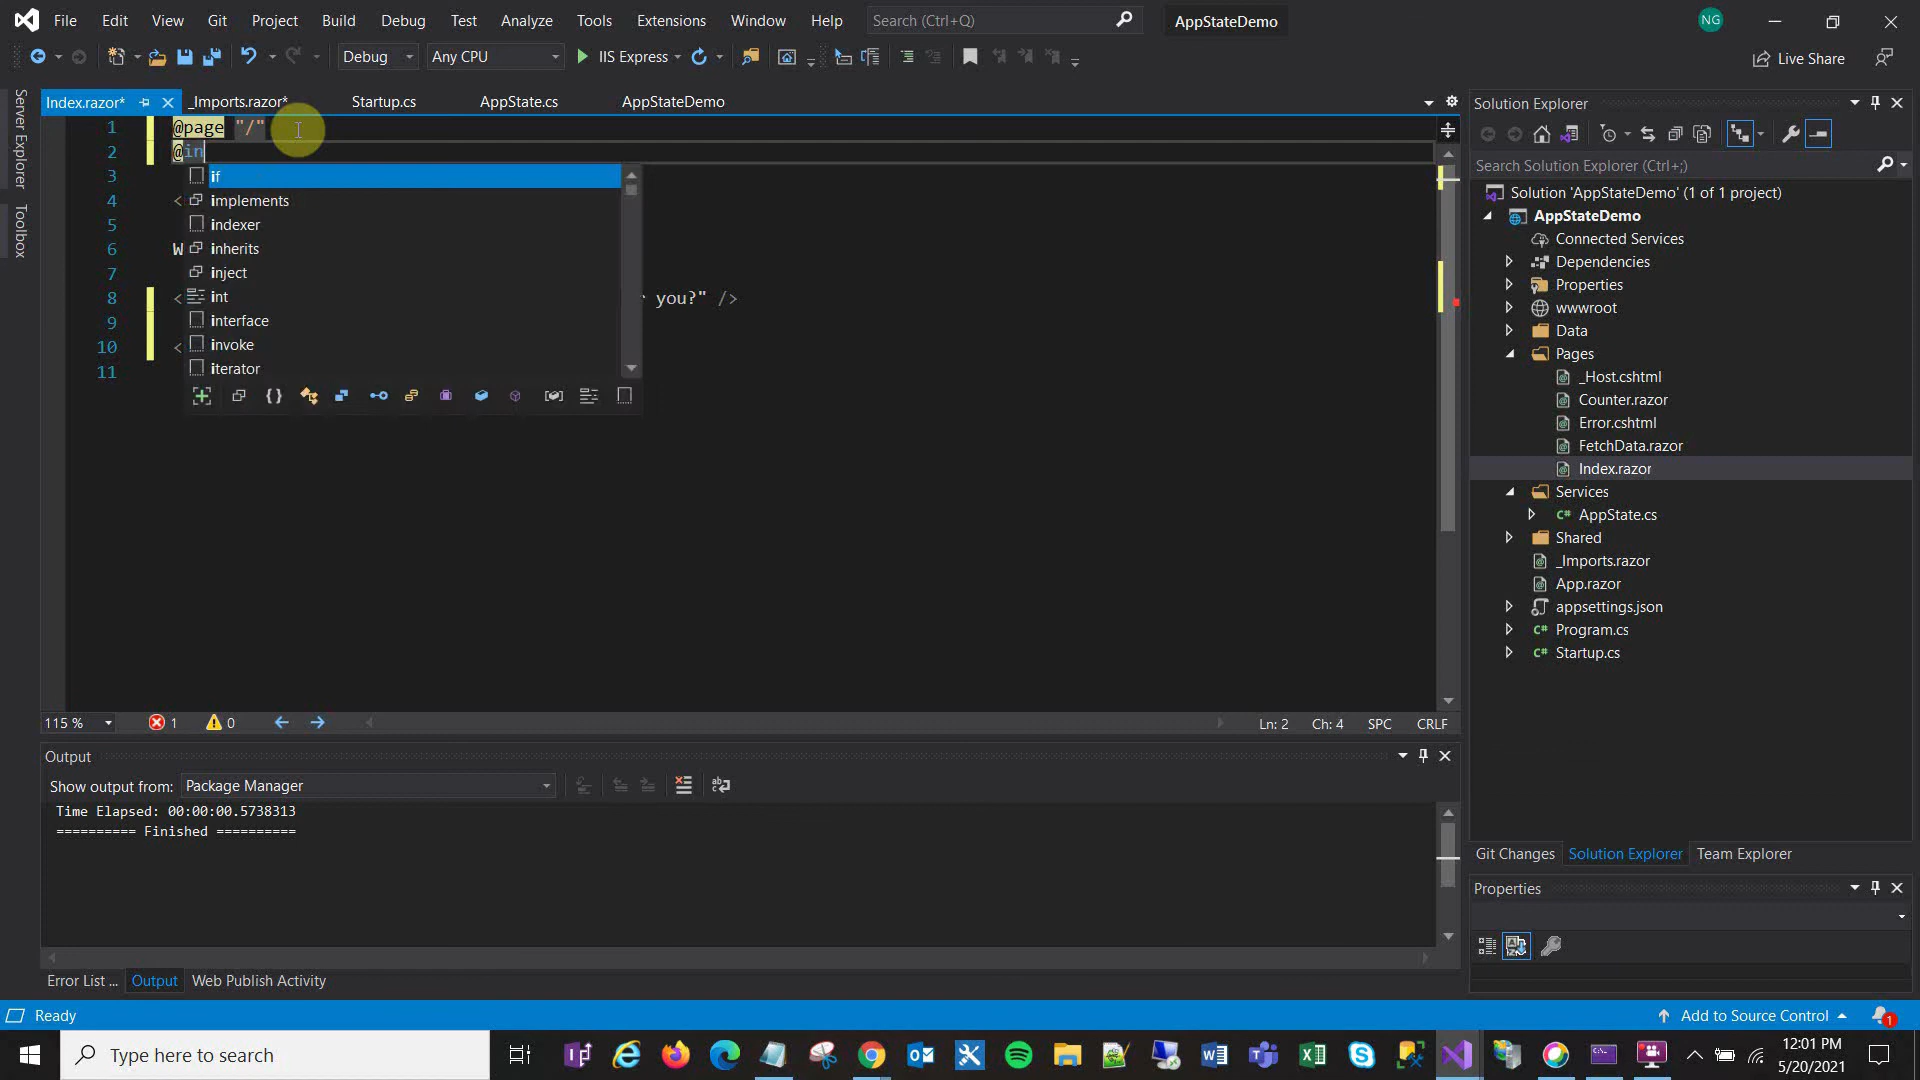 File Edit View Git Project Build Debug Test Analyze Tools Extensions Window Help Search (Ctrl+Q) AppStateDemo NG
Debug Any CPU IIS Express Live Share
Server Explorer
Toolbox
Index.razor* _Imports.razor* Startup.cs AppState.cs AppStateDemo
1 @page "/"
2 @in
3 if
4 < implements
5 indexer
6 W inherits
7 inject
int
8 < you?" />
9 interface
10 < invoke
11 iterator
115 % 1 0 Ln: 2 Ch: 4 SPC CRLF
Output
Show output from: Package Manager
Time Elapsed: 00:00:00.5738313
========== Finished ==========
Error List ... Output Web Publish Activity
Solution Explorer
Search Solution Explorer (Ctrl+;)
Solution 'AppStateDemo' (1 of 1 project)
AppStateDemo
Connected Services
Dependencies
Properties
wwwroot
Data
Pages
_Host.cshtml
Counter.razor
Error.cshtml
FetchData.razor
Index.razor
Services
C# AppState.cs
Shared
_Imports.razor
App.razor
appsettings.json
C# Program.cs
C# Startup.cs
Git Changes Solution Explorer Team Explorer
Properties
Ready Add to Source Control 1
Type here to search
12:01 PM
5/20/2021